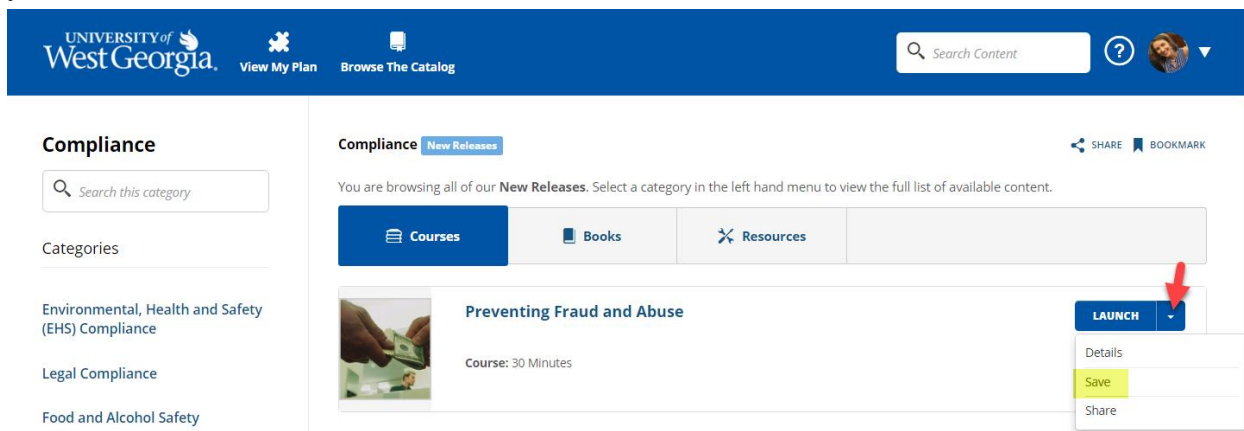 UNIVERSITY of
West Georgia.
View My Plan
Browse The Catalog
Search Content
?
Compliance
Search this category
Categories
Environmental, Health and Safety
(EHS) Compliance
Legal Compliance
Food and Alcohol Safety
Compliance New Releases
SHARE BOOKMARK
You are browsing all of our New Releases. Select a category in the left hand menu to view the full list of available content.
Courses
Books
Resources
Preventing Fraud and Abuse
Course: 30 Minutes
LAUNCH
Details
Save
Share